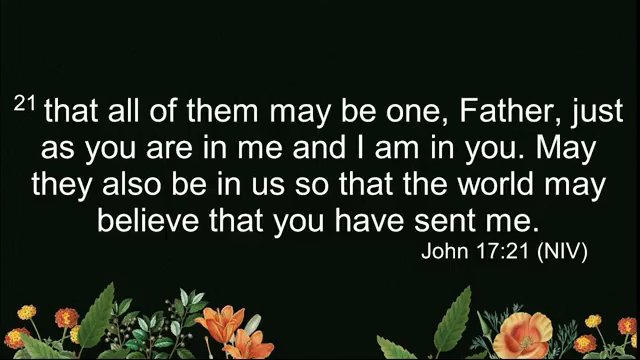 21 that all of them may be one, Father, just
as you are in me and I am in you. May
they also be in us so that the world may
believe that you have sent me.
John 17:21 (NIV)